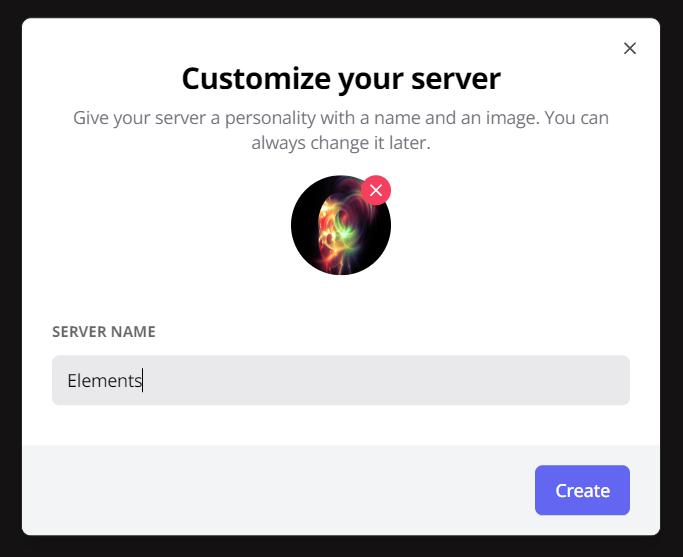 Customize your server
Give your server a personality with a name and an image. You can
always change it later.
SERVER NAME
Elements
Create